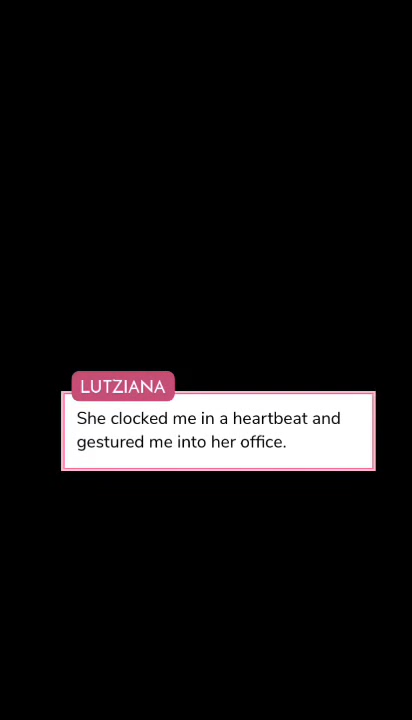 LUTZIANA
She clocked me in a heartbeat and
gestured me into her office.